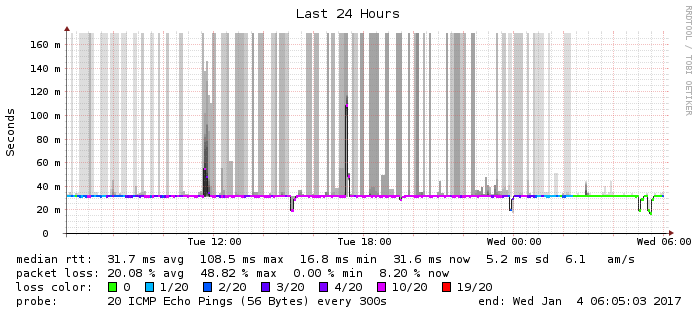 Last 24 Hours
RRDTOOL / TOBI OETIKER
Seconds
160 m
140 m
120 m
100 m
80 m
60 m
40 m
20 m
0
Tue 12:00 Tue 18:00 Wed 00:00 Wed 06:00
median rtt: 31.7 ms avg 108.5 ms max 16.8 ms min 31.6 ms now 5.2 ms sd 6.1 am/s
packet loss: 20.08 % avg 48.82 % max 0.00 % min 8.20 % now
loss color: 0 1/20 2/20 3/20 4/20 10/20 19/20
probe: 20 ICMP Echo Pings (56 Bytes) every 300s end: Wed Jan 4 06:05:03 2017